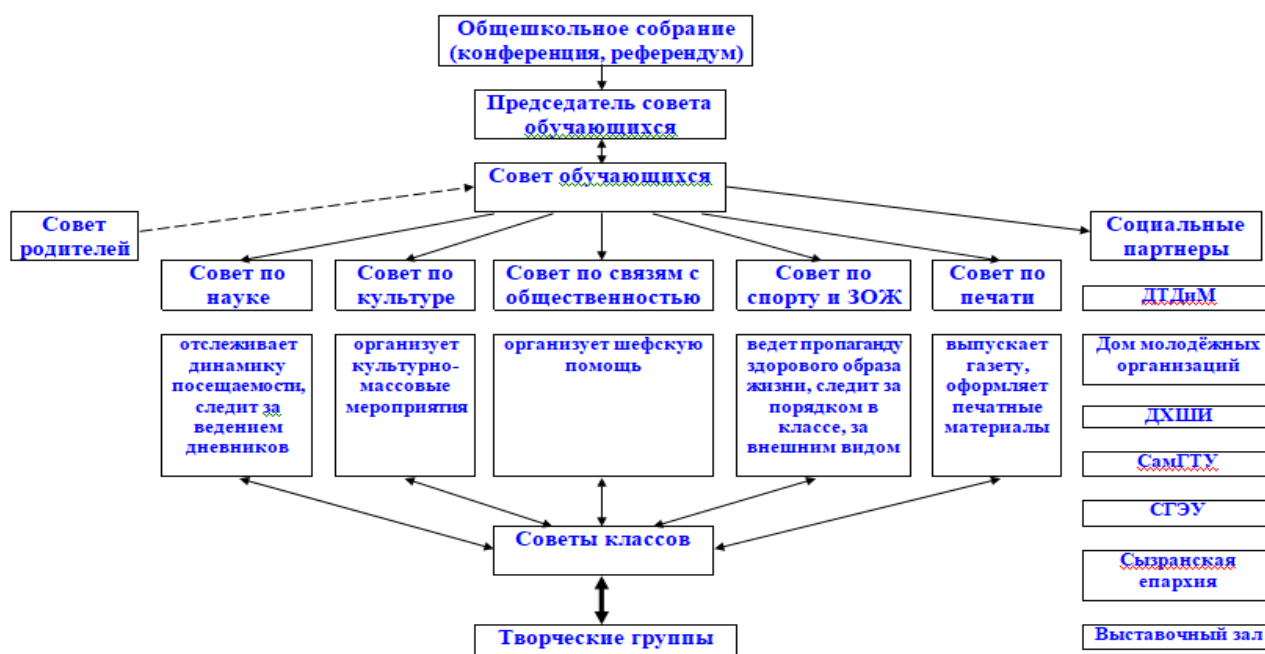 Общешкольное собрание
(конференция, референдум)
Председатель совета
обучающихся
Совет обучающихся
Совет
родителей
Социальные
партнеры
Совет по
науке
Совет по
культуре
Совет по связям с
общественностью
Совет по
спорту и ЗОЖ
Совет по
печати
отслеживает
динамику
посещаемости,
следит за
ведением
дневников
организует
культурно-
массовые
мероприятия
организует шефскую
помощь
ведет пропаганду
здорового образа
жизни, следит за
порядком в
классе, за
внешним видом
выпускает
газету,
оформляет
печатные
материалы
ДТДиМ
Дом молодёжных
организаций
ДХШИ
СамГТУ
СГЭУ
Сызранская
епархия
Выставочный зал
Советы классов
Творческие группы